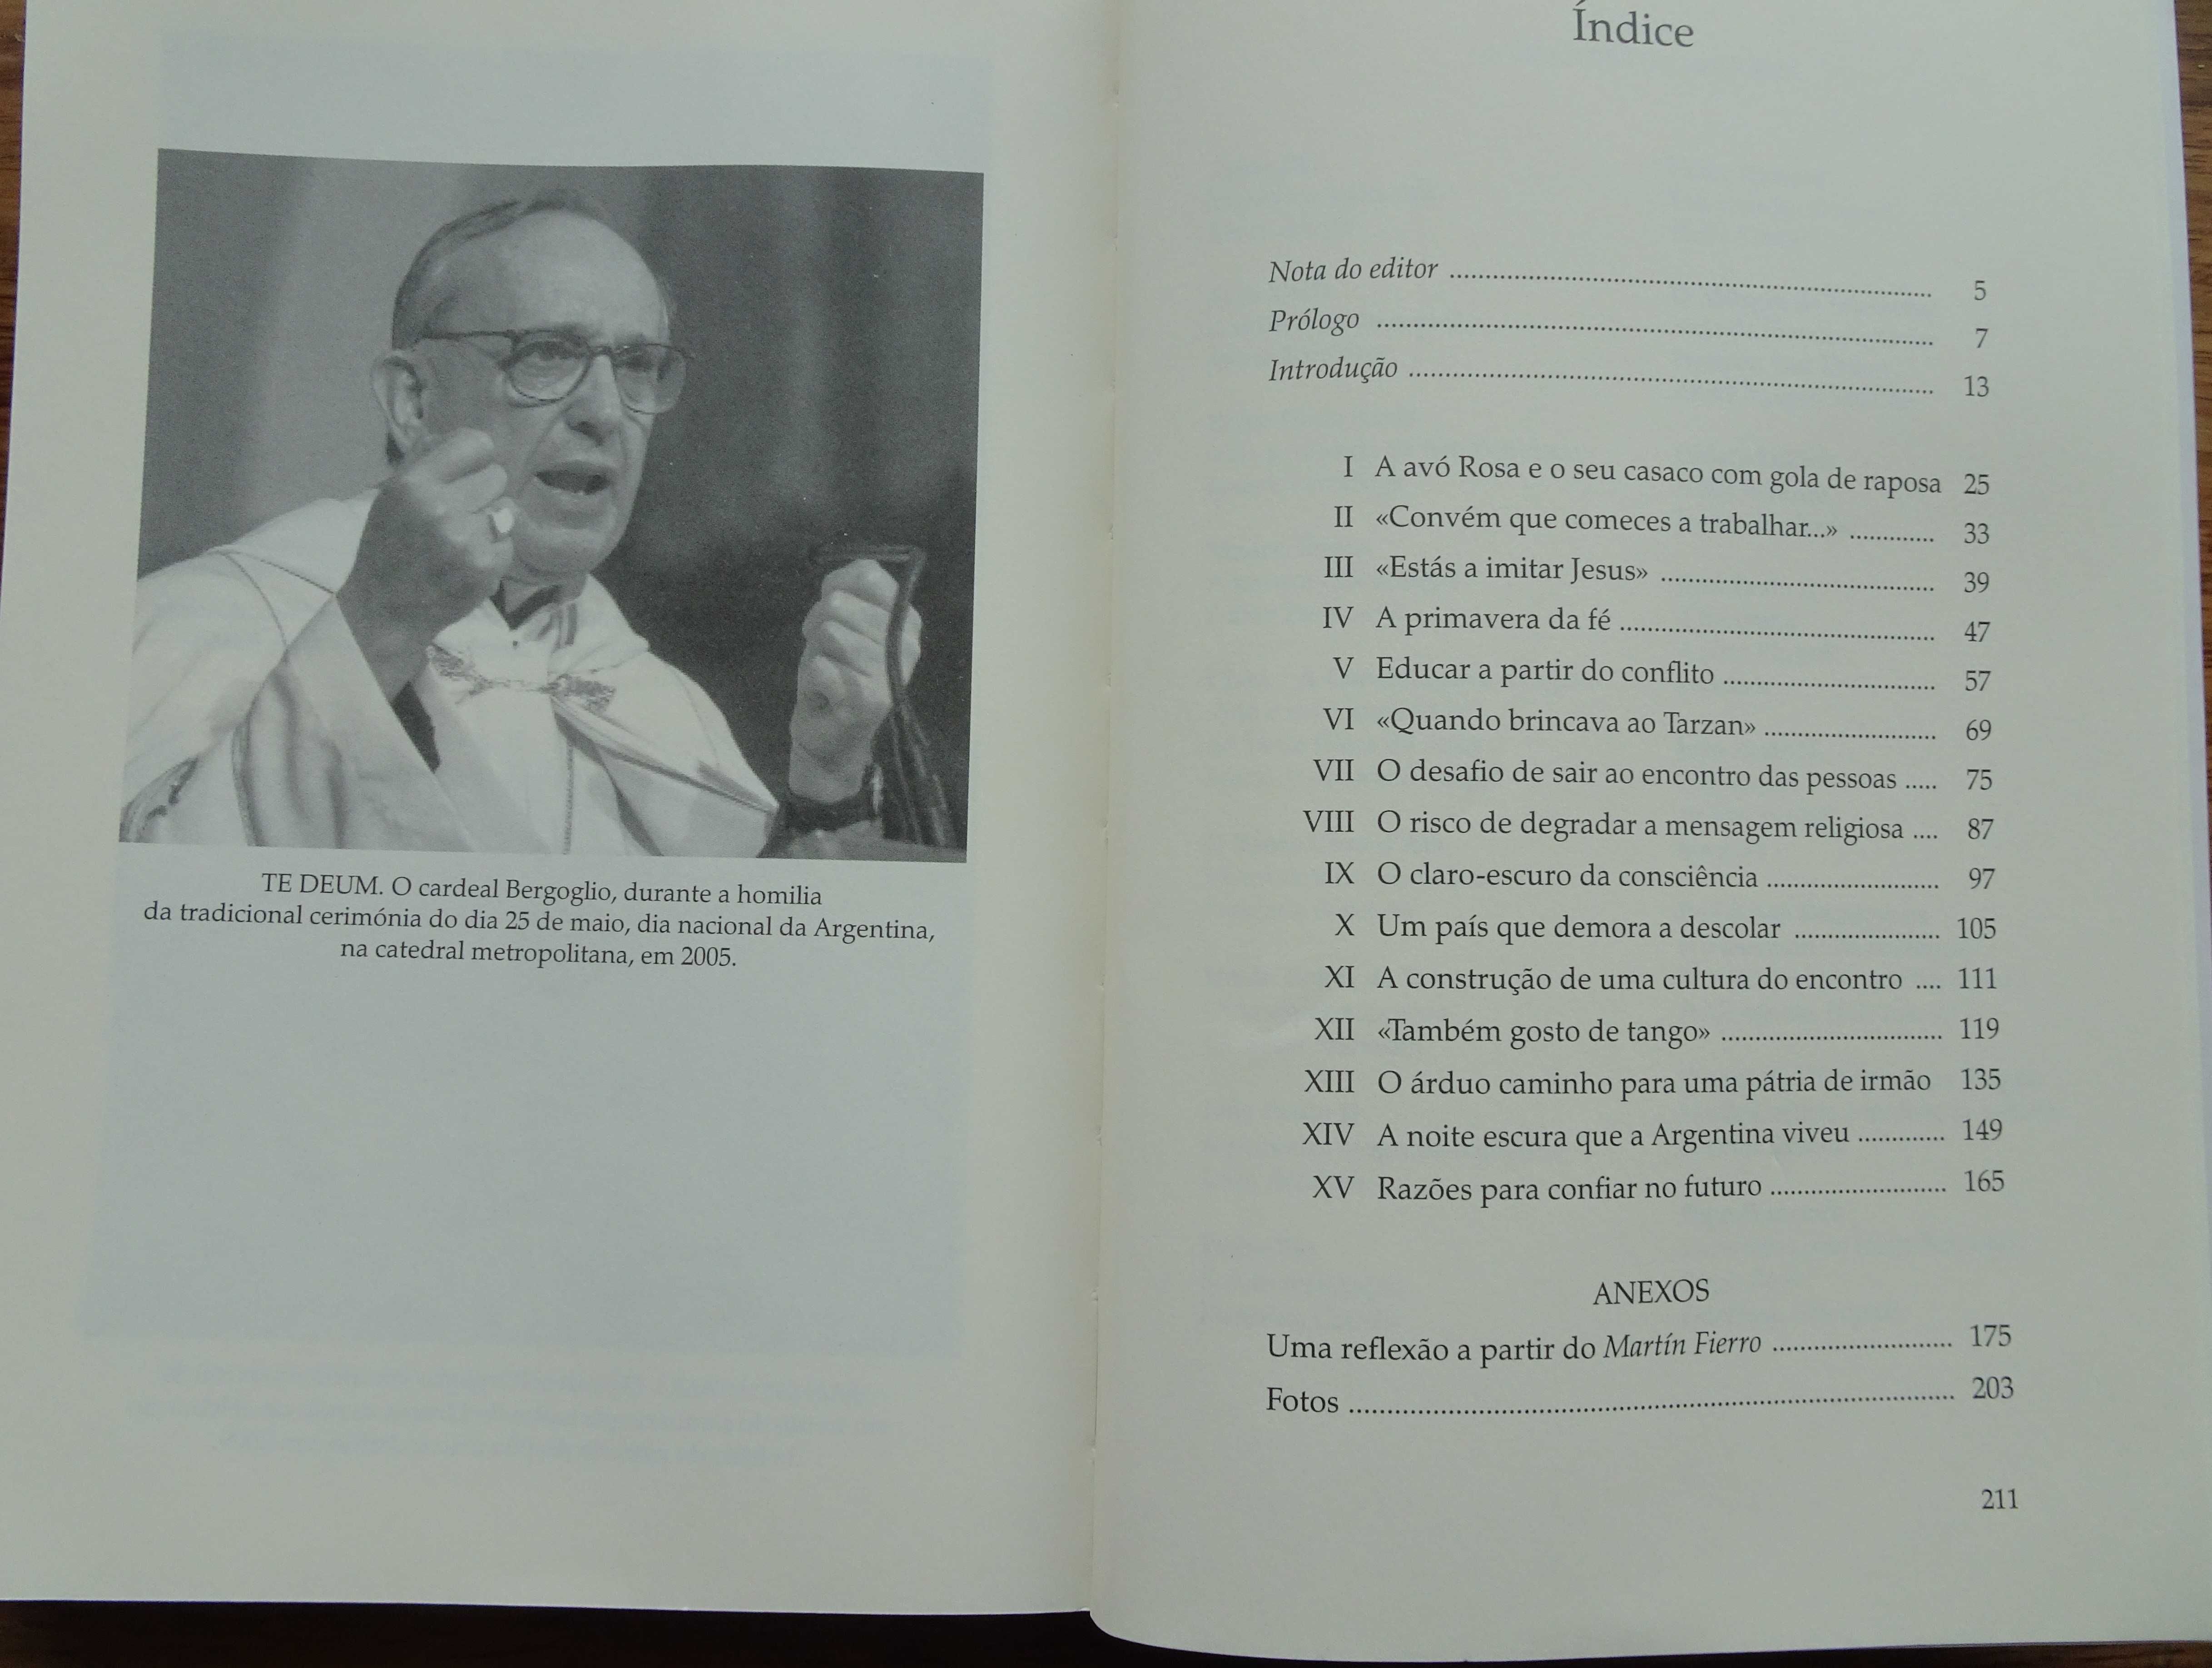 TE DEUM. O cardeal Bergoglio, durante a homilia
da tradicional cerimónia do dia 25 de maio, dia nacional da Argentina,
na catedral metropolitana, em 2005.
Índice
Nota do editor ........ 5
Prólogo ........ 7
Introdução ........ 13
I A avó Rosa e o seu casaco com gola de raposa 25
II «Convém que comeces a trabalhar...» ........ 33
III «Estás a imitar Jesus» ........ 39
IV A primavera da fé ........ 47
V Educar a partir do conflito ........ 57
VI «Quando brincava ao Tarzan» ........ 69
VII O desafio de sair ao encontro das pessoas ..... 75
VIII O risco de degradar a mensagem religiosa .... 87
IX O claro-escuro da consciência ........ 97
X Um país que demora a descolar ........ 105
XI A construção de uma cultura do encontro .... 111
XII «Também gosto de tango» ........ 119
XIII O árduo caminho para uma pátria de irmão 135
XIV A noite escura que a Argentina viveu ........ 149
XV Razões para confiar no futuro ........ 165
ANEXOS
Uma reflexão a partir do Martín Fierro ........ 175
Fotos ........ 203
211